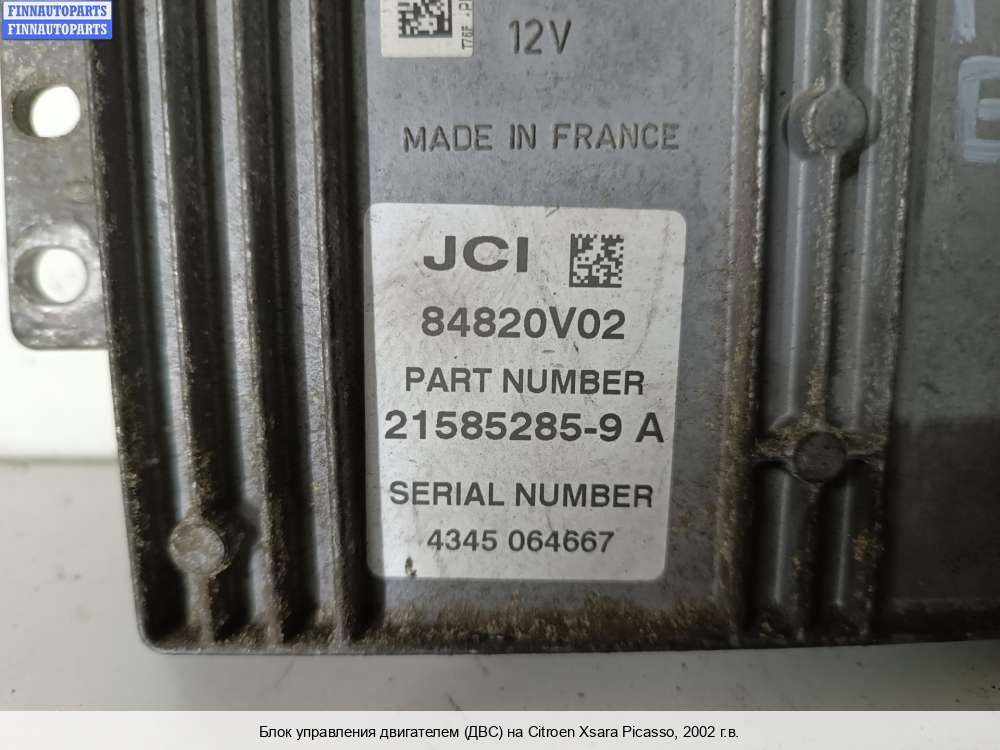 FINNAUTOPARTS
FINNAUTOPARTS
12V
MADE IN FRANCE
JCI
84820V02
PART NUMBER
21585285-9 A
SERIAL NUMBER
4345 064667
Блок управления двигателем (ДВС) на Citroen Xsara Picasso, 2002 г.в.